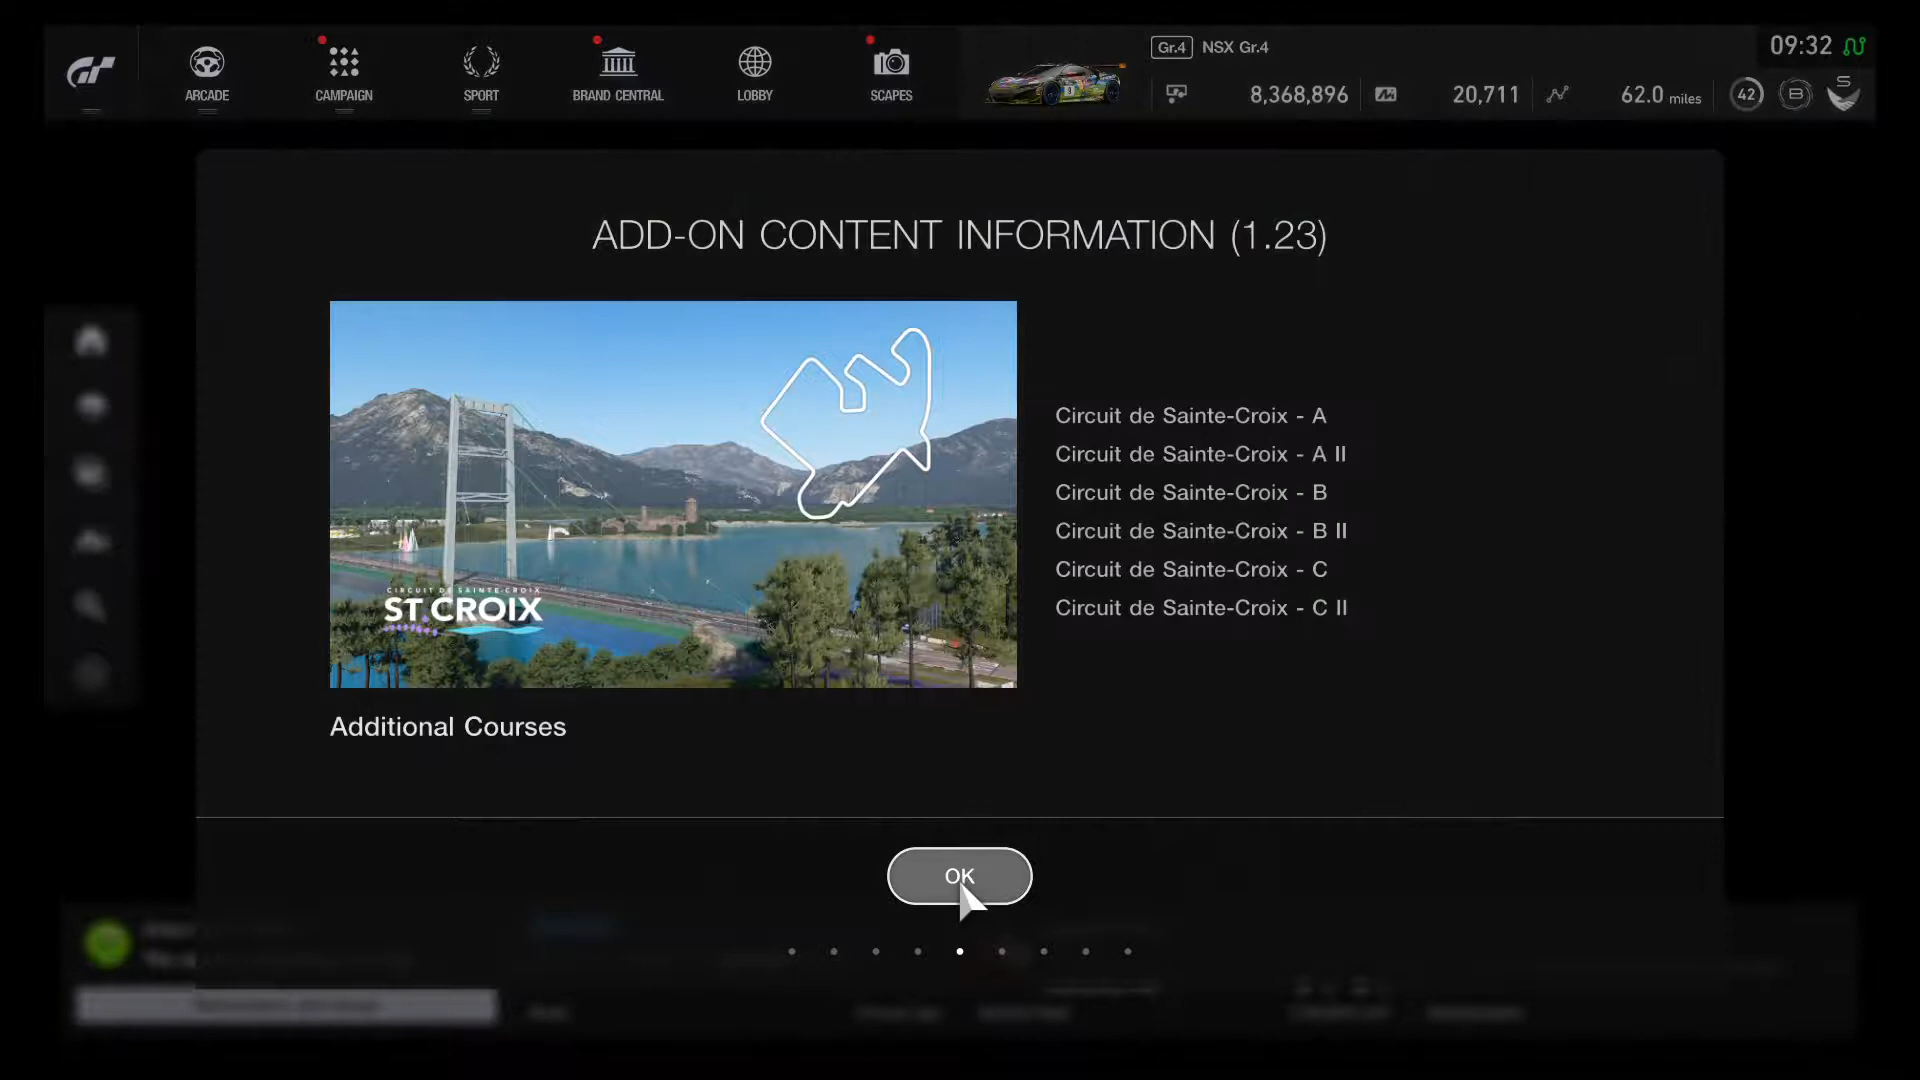 ARCADE
CAMPAIGN
SPORT
BRAND CENTRAL
LOBBY
SCAPES
Gr.4 NSX Gr.4
8,368,896
20,711
62.0 miles
42
B
S
09:32
ADD-ON CONTENT INFORMATION (1.23)
CIRCUIT DE SAINTE-CROIX
ST.CROIX
Circuit de Sainte-Croix - A
Circuit de Sainte-Croix - A II
Circuit de Sainte-Croix - B
Circuit de Sainte-Croix - B II
Circuit de Sainte-Croix - C
Circuit de Sainte-Croix - C II
Additional Courses
OK